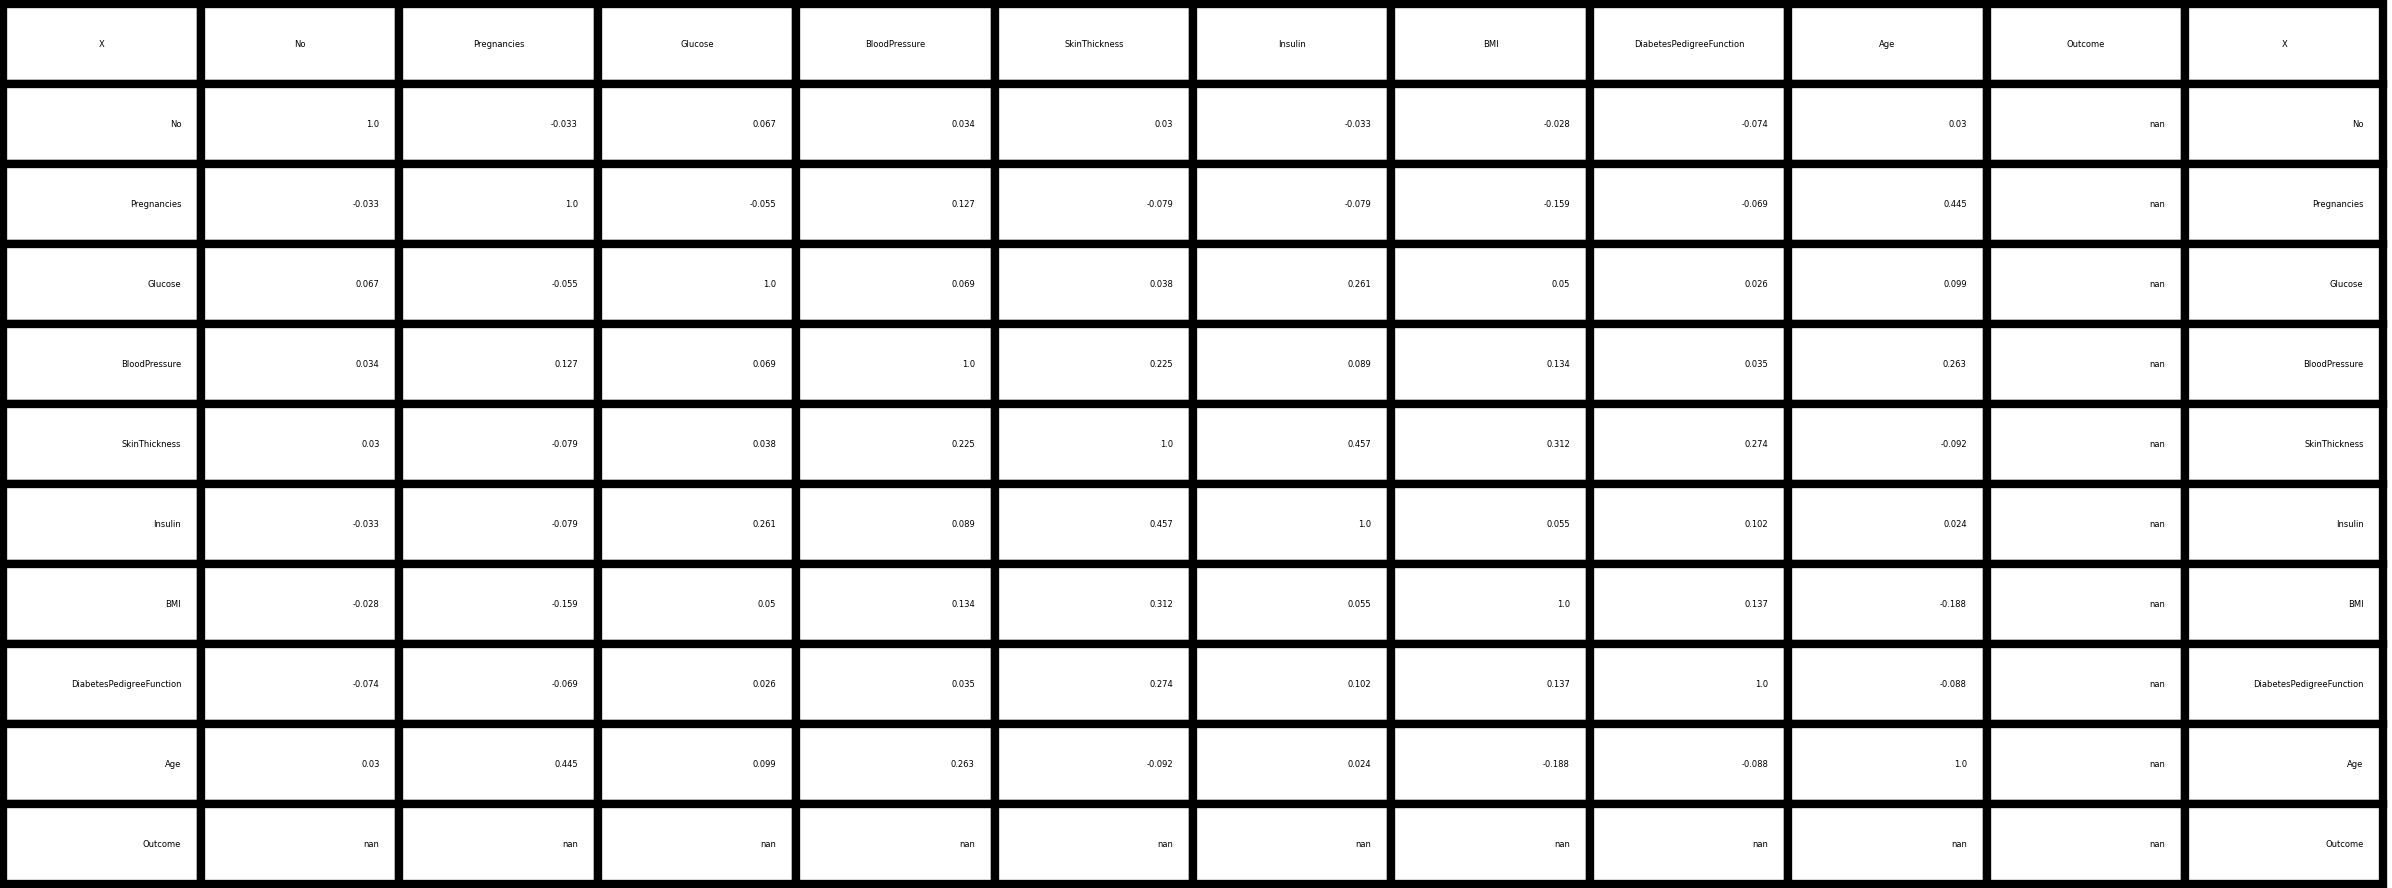 X No Pregnancies Glucose BloodPressure SkinThickness Insulin BMI DiabetesPedigreeFunction Age Outcome X
No 1.0 -0.033 0.067 0.034 0.03 -0.033 -0.028 -0.074 0.03 nan No
Pregnancies -0.033 1.0 -0.055 0.127 -0.079 -0.079 -0.159 -0.069 0.445 nan Pregnancies
Glucose 0.067 -0.055 1.0 0.069 0.038 0.261 0.05 0.026 0.099 nan Glucose
BloodPressure 0.034 0.127 0.069 1.0 0.225 0.089 0.134 0.035 0.263 nan BloodPressure
SkinThickness 0.03 -0.079 0.038 0.225 1.0 0.457 0.312 0.274 -0.092 nan SkinThickness
Insulin -0.033 -0.079 0.261 0.089 0.457 1.0 0.055 0.102 0.024 nan Insulin
BMI -0.028 -0.159 0.05 0.134 0.312 0.055 1.0 0.137 -0.188 nan BMI
DiabetesPedigreeFunction -0.074 -0.069 0.026 0.035 0.274 0.102 0.137 1.0 -0.088 nan DiabetesPedigreeFunction
Age 0.03 0.445 0.099 0.263 -0.092 0.024 -0.188 -0.088 1.0 nan Age
Outcome nan nan nan nan nan nan nan nan nan nan Outcome